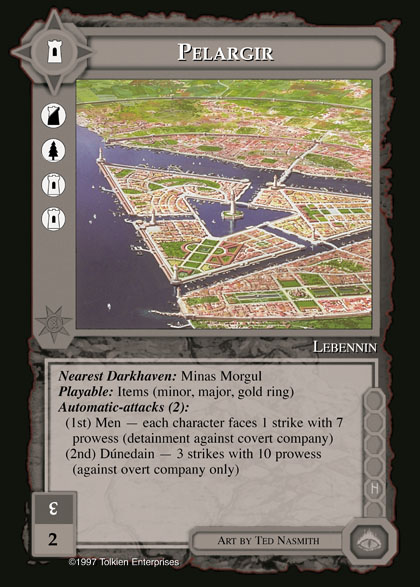 PELARGIR
LEBENNIN
Nearest Darkhaven: Minas Morgul
Playable: Items (minor, major, gold ring)
Automatic-attacks (2):
(1st) Men — each character faces 1 strike with 7
prowess (detainment against covert company)
(2nd) Dúnedain — 3 strikes with 10 prowess
(against overt company only)
H
ε
2
ART BY TED NASMITH
©1997 Tolkien Enterprises